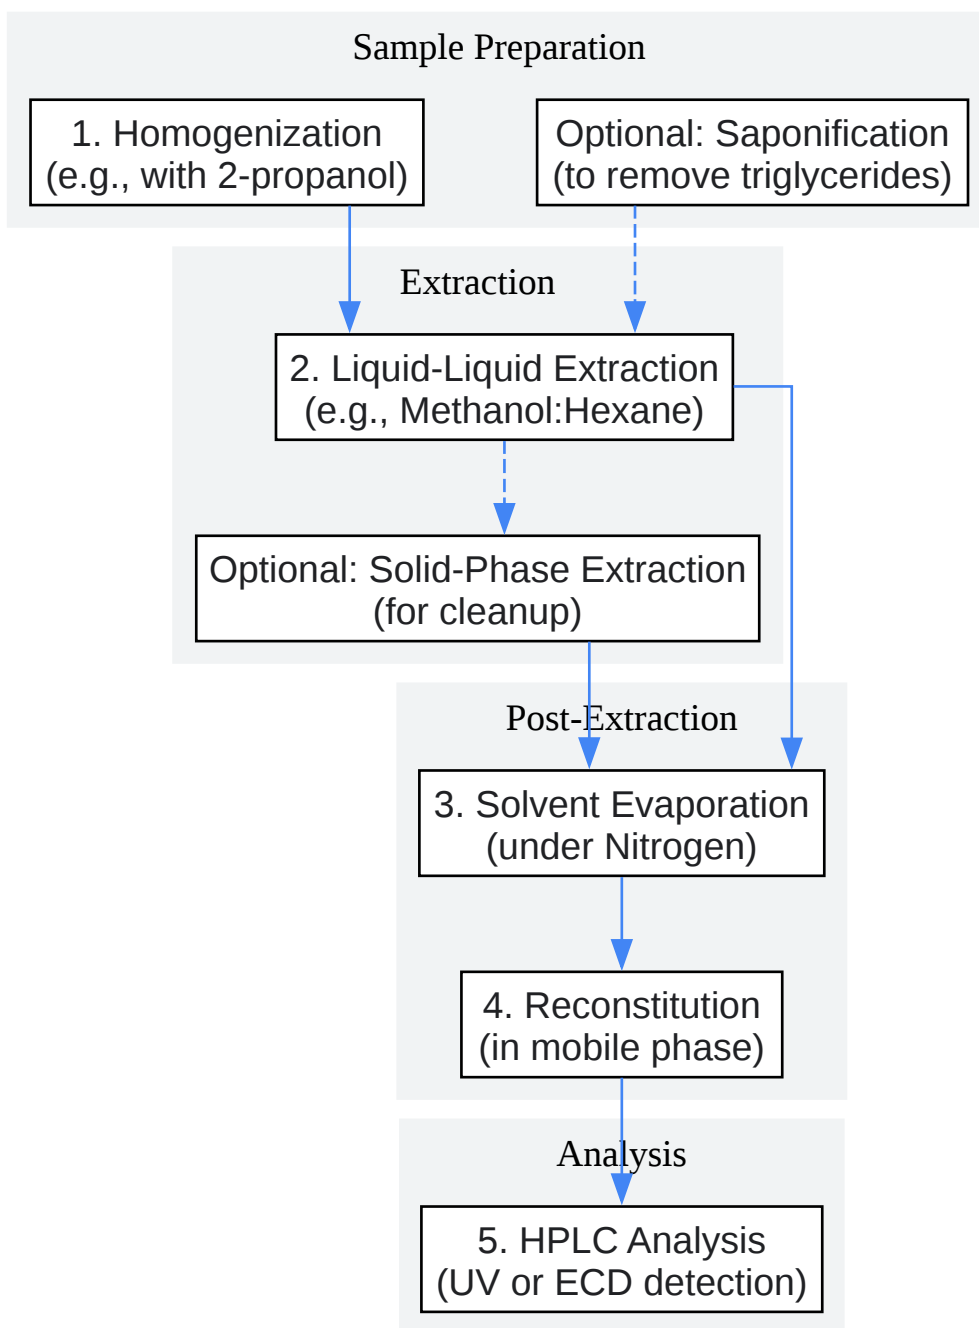 Sample Preparation
1. Homogenization
(e.g., with 2-propanol)
Optional: Saponification
(to remove triglycerides)
Extraction
2. Liquid-Liquid Extraction
(e.g., Methanol:Hexane)
Optional: Solid-Phase Extraction
(for cleanup)
Post-Extraction
3. Solvent Evaporation
(under Nitrogen)
4. Reconstitution
(in mobile phase)
Analysis
5. HPLC Analysis
(UV or ECD detection)